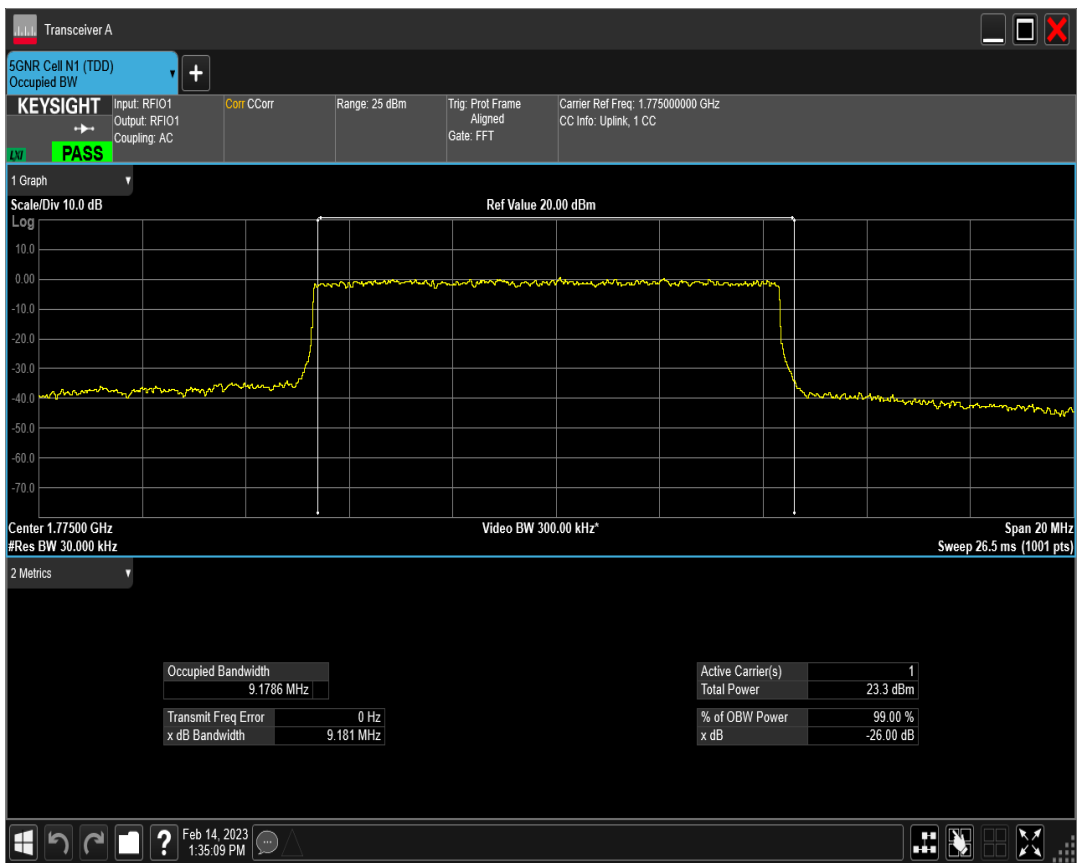 Transceiver A
5GNR Cell N1 (TDD)
Occupied BW
KEYSIGHT Input: RFIO1 Corr CCorr Range: 25 dBm Trig: Prot Frame Carrier Ref Freq: 1.775000000 GHz
Output: RFIO1 Aligned CC Info: Uplink, 1 CC
Coupling: AC Gate: FFT
LXI PASS
1 Graph
Scale/Div 10.0 dB Ref Value 20.00 dBm
Log
10.0
0.00
-10.0
-20.0
-30.0
-40.0
-50.0
-60.0
-70.0
Center 1.77500 GHz Video BW 300.00 kHz* Span 20 MHz
#Res BW 30.000 kHz Sweep 26.5 ms (1001 pts)
2 Metrics
Occupied Bandwidth Active Carrier(s) 1
9.1786 MHz Total Power 23.3 dBm
Transmit Freq Error 0 Hz % of OBW Power 99.00 %
x dB Bandwidth 9.181 MHz x dB -26.00 dB
Feb 14, 2023
1:35:09 PM